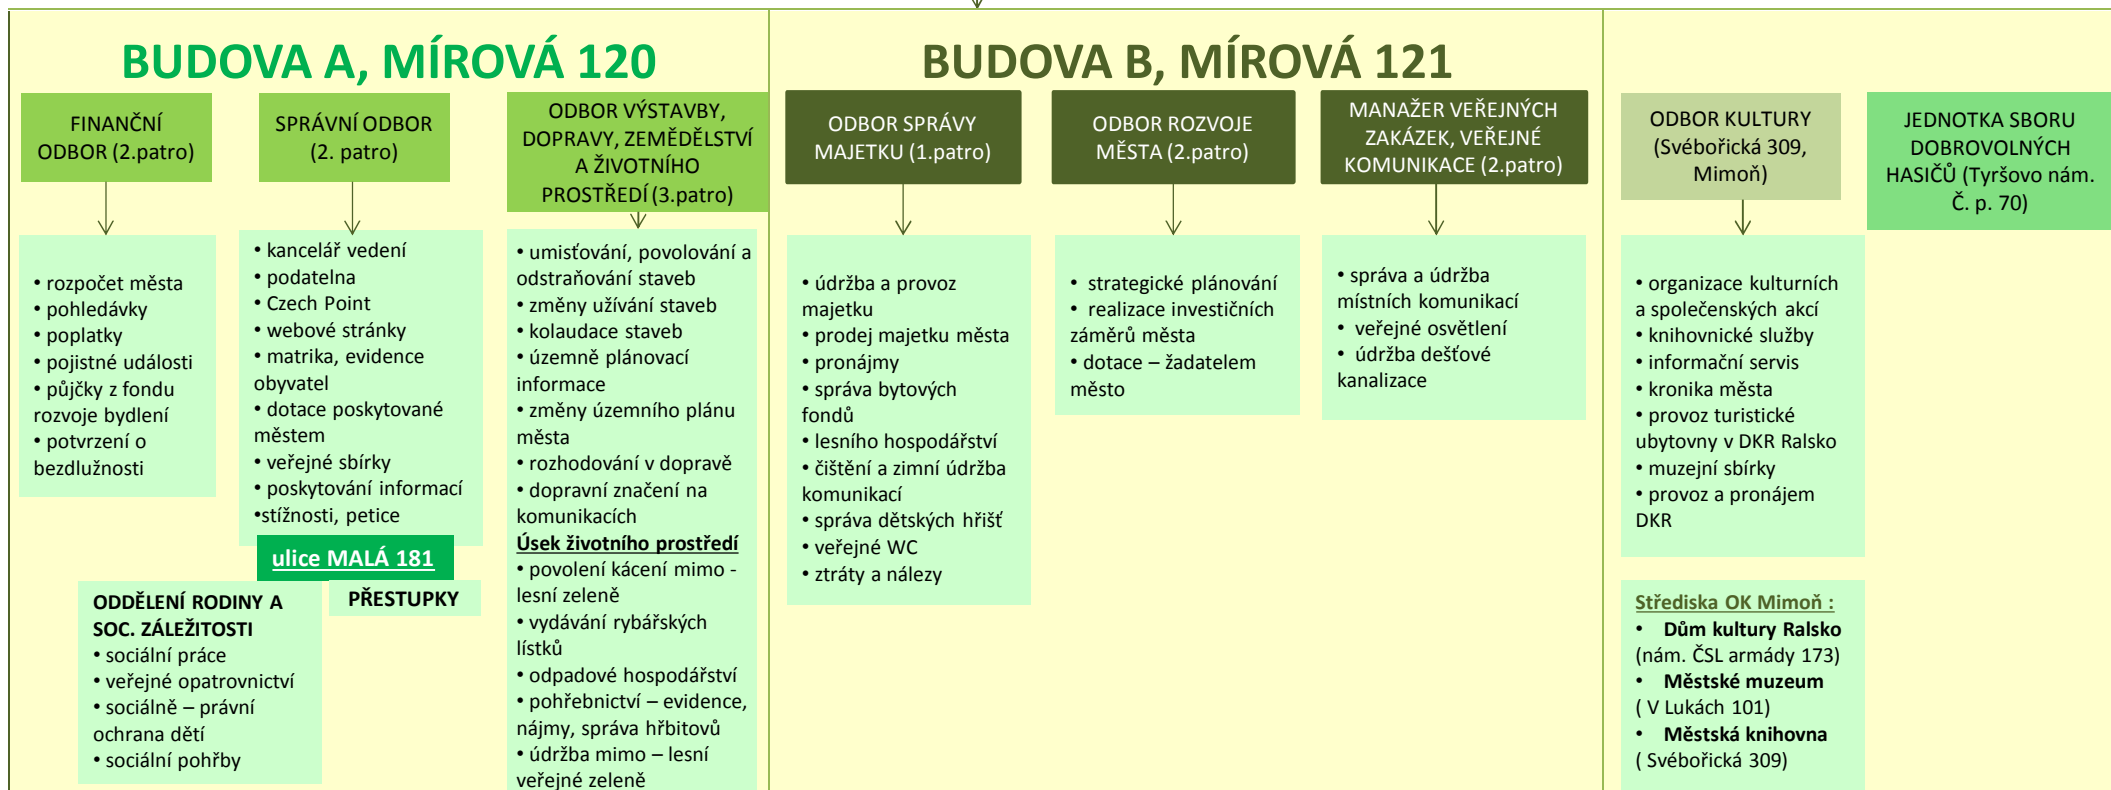 BUDOVA A, MÍROVÁ 120
FINANČNÍ
ODBOR (2.patro)
• rozpočet města
• pohledávky
• poplatky
• pojistné události
• půjčky z fondu
rozvoje bydlení
• potvrzení o
bezdlužnosti
SPRÁVNÍ ODBOR
(2. patro)
• kancelář vedení
• podatelna
• Czech Point
• webové stránky
• matrika, evidence
obyvatel
• dotace poskytované
městem
• veřejné sbírky
• poskytování informací
•stížnosti, petice
ulice MALÁ 181
ODDĚLENÍ RODINY A
SOC. ZÁLEŽITOSTI
• sociální práce
• veřejné opatrovnictví
• sociálně – právní
ochrana dětí
• sociální pohřby
PŘESTUPKY
ODBOR VÝSTAVBY,
DOPRAVY, ZEMĚDĚLSTVÍ
A ŽIVOTNÍHO
PROSTŘEDÍ (3.patro)
• umisťování, povolování a
odstraňování staveb
• změny užívání staveb
• kolaudace staveb
• územně plánovací
informace
• změny územního plánu
města
• rozhodování v dopravě
• dopravní značení na
komunikacích
Úsek životního prostředí
• povolení kácení mimo -
lesní zeleně
• vydávání rybářských
lístků
• odpadové hospodářství
• pohřebnictví – evidence,
nájmy, správa hřbitovů
• údržba mimo – lesní
veřejné zeleně
BUDOVA B, MÍROVÁ 121
ODBOR SPRÁVY
MAJETKU (1.patro)
• údržba a provoz
majetku
• prodej majetku města
• pronájmy
• správa bytových
fondů
• lesního hospodářství
• čištění a zimní údržba
komunikací
• správa dětských hřišť
• veřejné WC
• ztráty a nálezy
ODBOR ROZVOJE
MĚSTA (2.patro)
• strategické plánování
• realizace investičních
záměrů města
• dotace – žadatelem
město
MANAŽER VEŘEJNÝCH
ZAKÁZEK, VEŘEJNÉ
KOMUNIKACE (2.patro)
• správa a údržba
místních komunikací
• veřejné osvětlení
• údržba dešťové
kanalizace
ODBOR KULTURY
(Svébořická 309,
Mimoň)
• organizace kulturních
a společenských akcí
• knihovnické služby
• informační servis
• kronika města
• provoz turistické
ubytovny v DKR Ralsko
• muzejní sbírky
• provoz a pronájem
DKR
Střediska OK Mimoň :
• Dům kultury Ralsko
(nám. ČSL armády 173)
• Městské muzeum
( V Lukách 101)
• Městská knihovna
( Svébořická 309)
JEDNOTKA SBORU
DOBROVOLNÝCH
HASIČŮ (Tyršovo nám.
Č. p. 70)